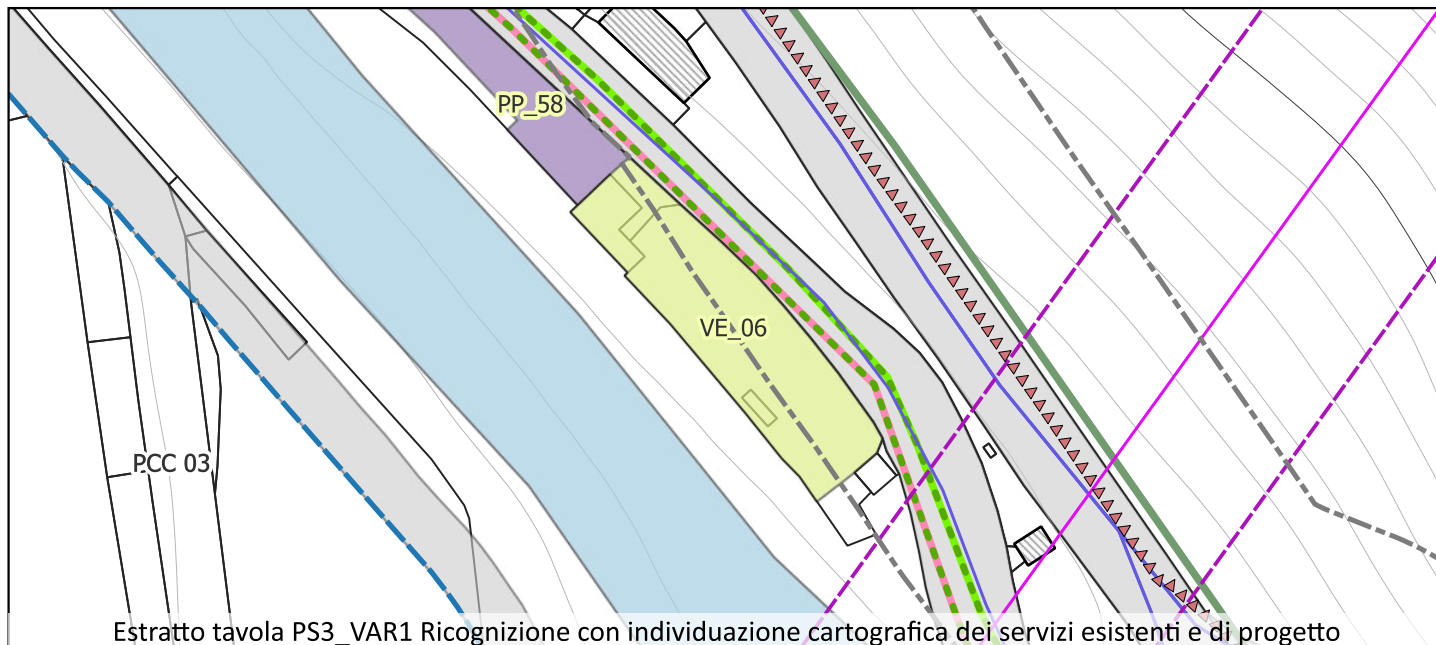 PP_58
VE_06
PCC 03
Estratto tavola PS3_VAR1 Ricognizione con individuazione cartografica dei servizi esistenti e di progetto